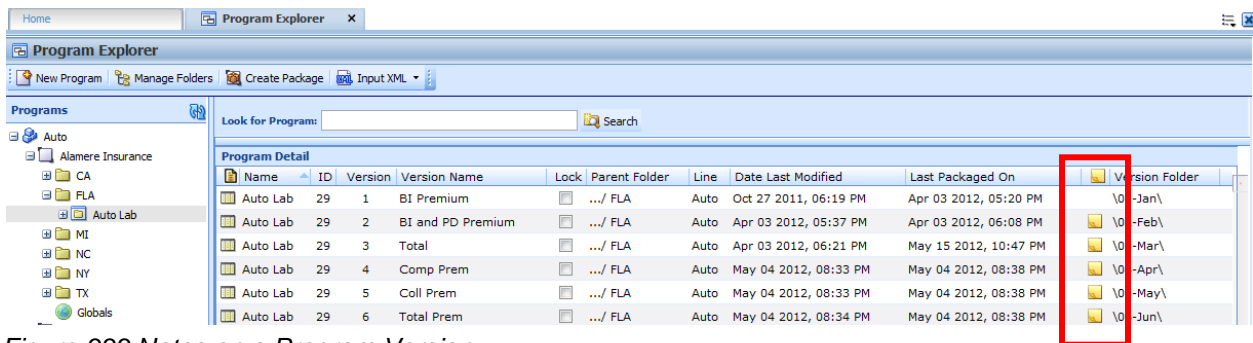 Home Program Explorer x
Program Explorer
New Program Manage Folders Create Package Input XML
Programs
Look for Program: Search
Auto
Alamere Insurance
CA
FLA
Auto Lab
MI
NC
NY
TX
Globals
Program Detail
Name ID Version Version Name Lock Parent Folder Line Date Last Modified Last Packaged On Version Folder
Auto Lab 29 1 BI Premium .../ FLA Auto Oct 27 2011, 06:19 PM Apr 03 2012, 05:20 PM -Jan\
Auto Lab 29 2 BI and PD Premium .../ FLA Auto Apr 03 2012, 05:37 PM Apr 03 2012, 06:08 PM -Feb\
Auto Lab 29 3 Total .../ FLA Auto Apr 03 2012, 06:21 PM May 15 2012, 10:47 PM -Mar\
Auto Lab 29 4 Comp Prem .../ FLA Auto May 04 2012, 08:33 PM May 04 2012, 08:38 PM -Apr\
Auto Lab 29 5 Coll Prem .../ FLA Auto May 04 2012, 08:33 PM May 04 2012, 08:38 PM -May\
Auto Lab 29 6 Total Prem .../ FLA Auto May 04 2012, 08:34 PM May 04 2012, 08:38 PM -Jun\